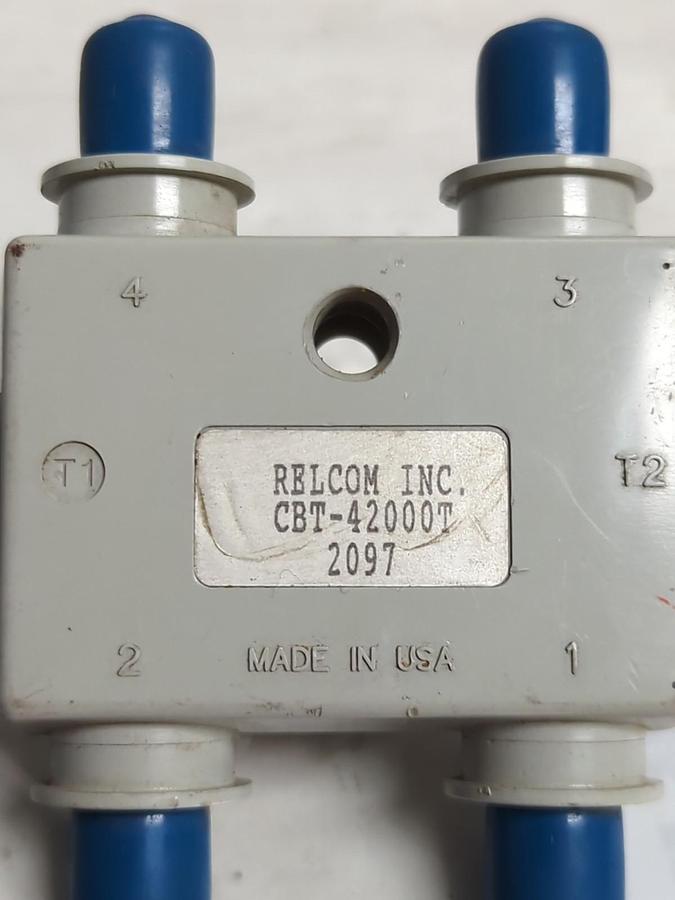 4 3
RELCOM INC.
T1 T2
CBT-42000T
2097
2 MADE IN USA 1